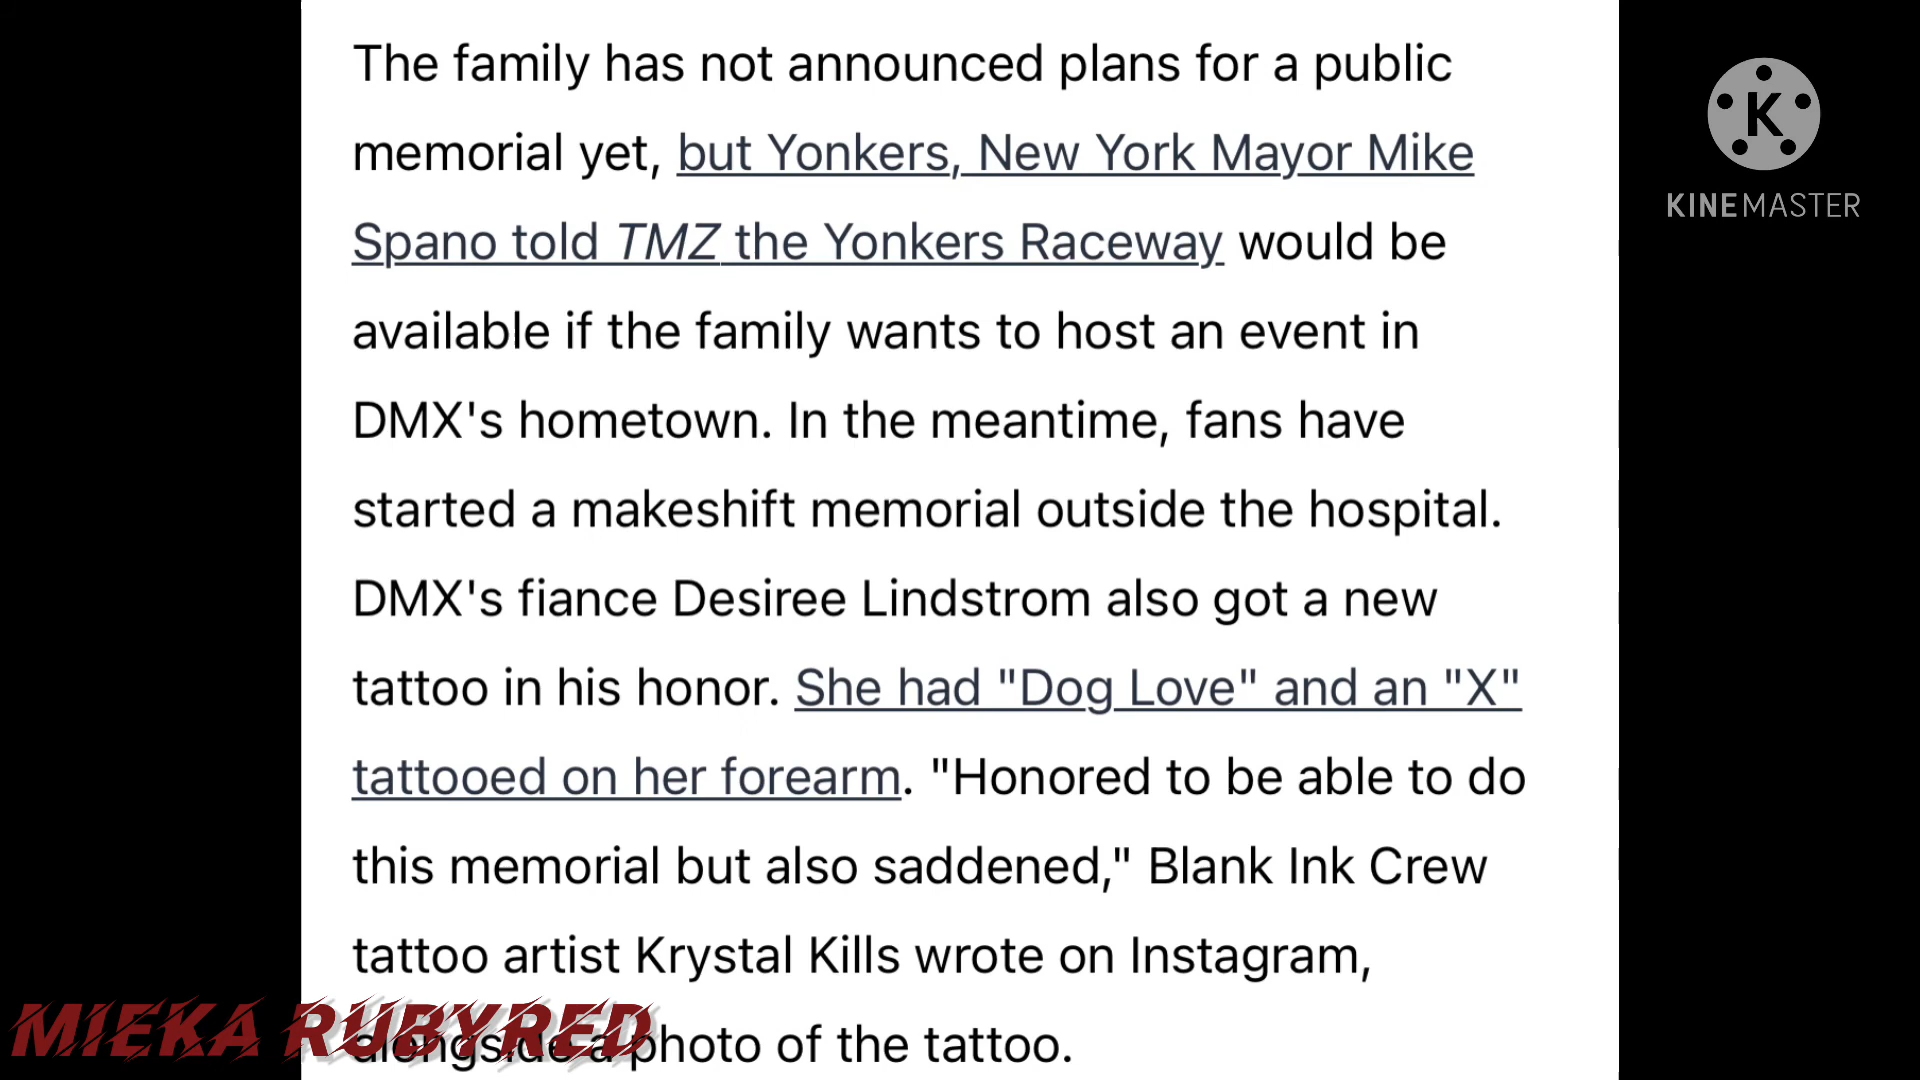 The family has not announced plans for a public
memorial yet, but Yonkers, New York Mayor Mike
Spano told TMZ the Yonkers Raceway would be
available if the family wants to host an event in
DMX's hometown. In the meantime, fans have
started a makeshift memorial outside the hospital.
DMX's fiance Desiree Lindstrom also got a new
tattoo in his honor. She had "Dog Love" and an "X"
tattooed on her forearm. "Honored to be able to do
this memorial but also saddened," Blank Ink Crew
tattoo artist Krystal Kills wrote on Instagram,
alongside a photo of the tattoo.
MIEKA RUBYRED
K
KINEMASTER